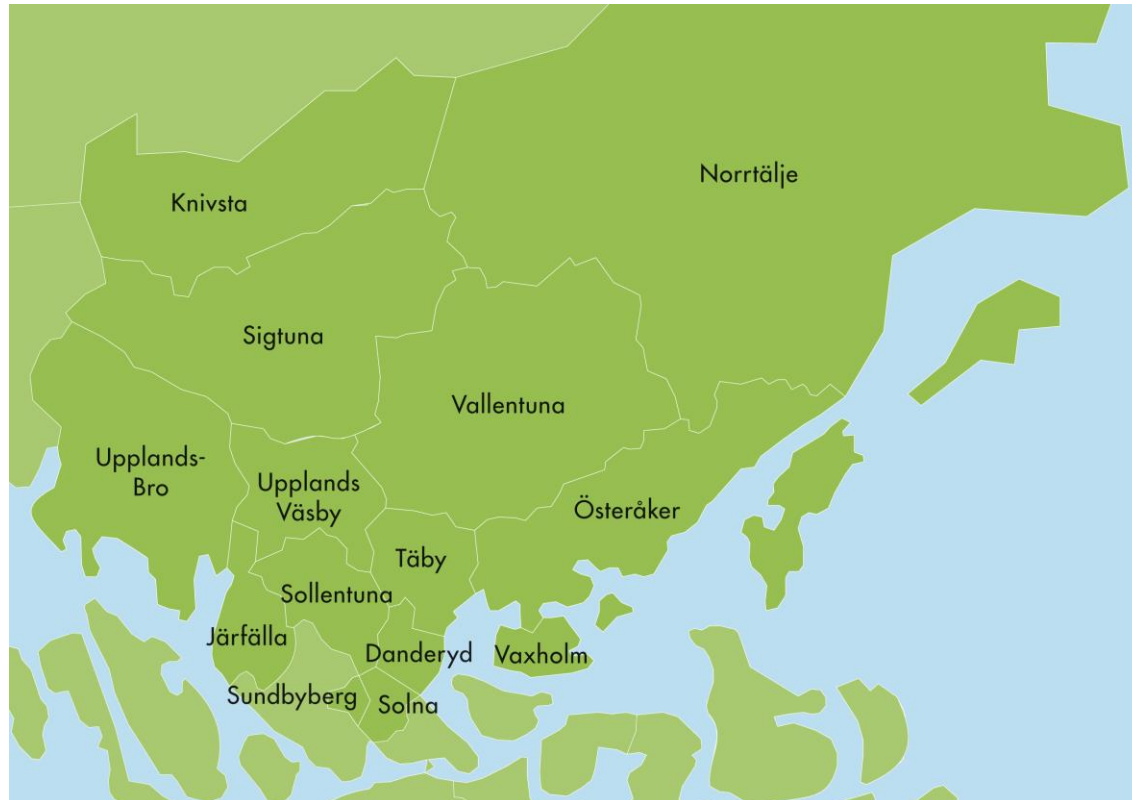 Norrtälje
Knivsta
Sigtuna
Vallentuna
Upplands-
Bro
Upplands
Väsby
Österåker
Täby
Sollentuna
Järfälla
Danderyd
Vaxholm
Sundbyberg
Solna